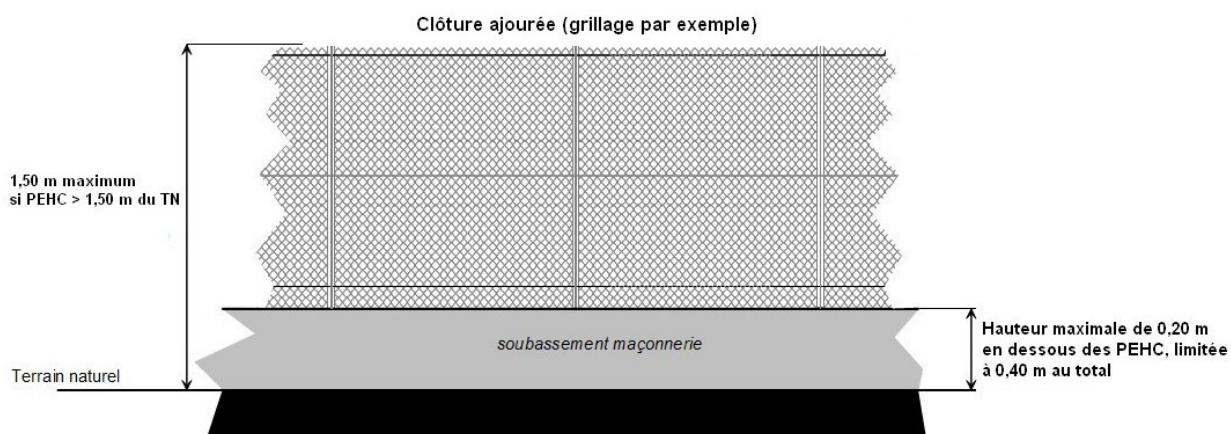 Clôture ajourée (grillage par exemple)
1,50 m maximum
si PEHC > 1,50 m du TN
soubassement maçonnerie
Hauteur maximale de 0,20 m
en dessous des PEHC, limitée
à 0,40 m au total
Terrain naturel